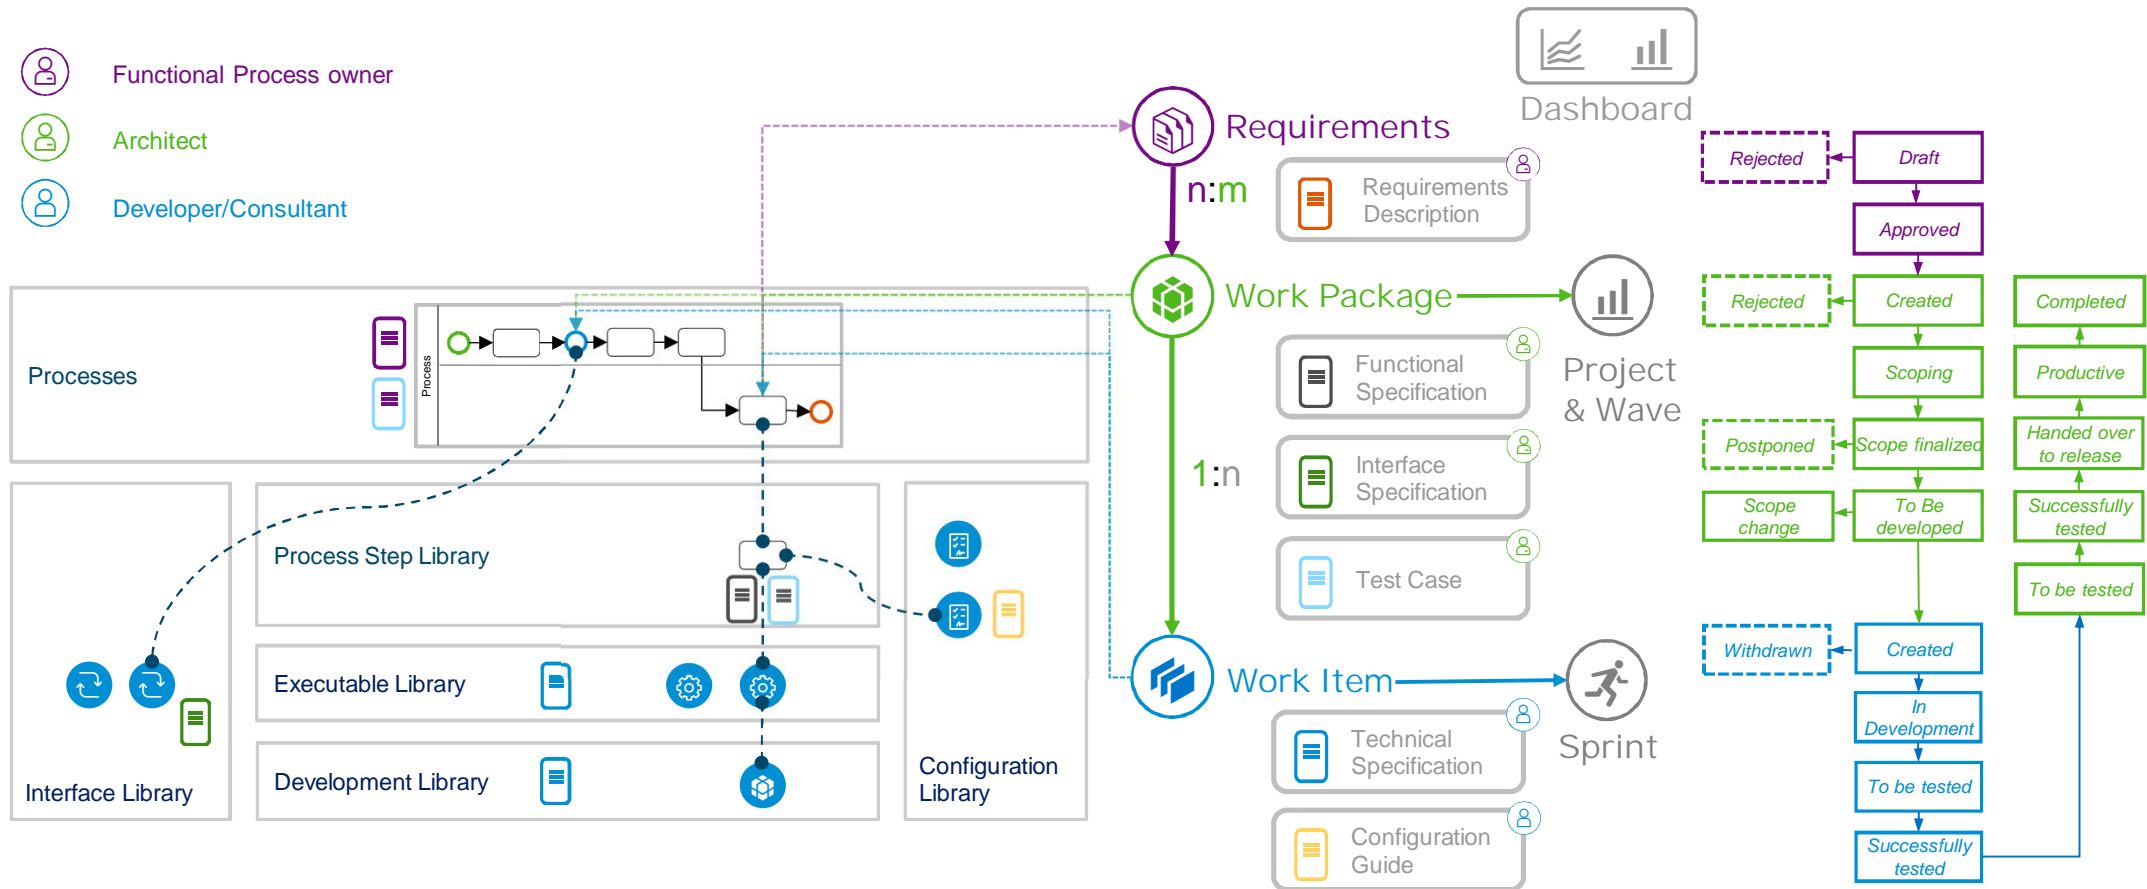 Functional Process owner
Architect
Developer/Consultant
Dashboard
Requirements
n:m
Requirements
Description
Work Package
Project
& Wave
Functional
Specification
Interface
Specification
1:n
Test Case
Work Item
Sprint
Technical
Specification
Configuration
Guide
Processes
Process
Process Step Library
Executable Library
Development Library
Interface Library
Configuration
Library
Rejected
Draft
Approved
Rejected
Created
Completed
Scoping
Productive
Postponed
Scope finalized
Handed over
to release
Scope
change
To Be
developed
Successfully
tested
To be tested
Withdrawn
Created
In
Development
To be tested
Successfully
tested